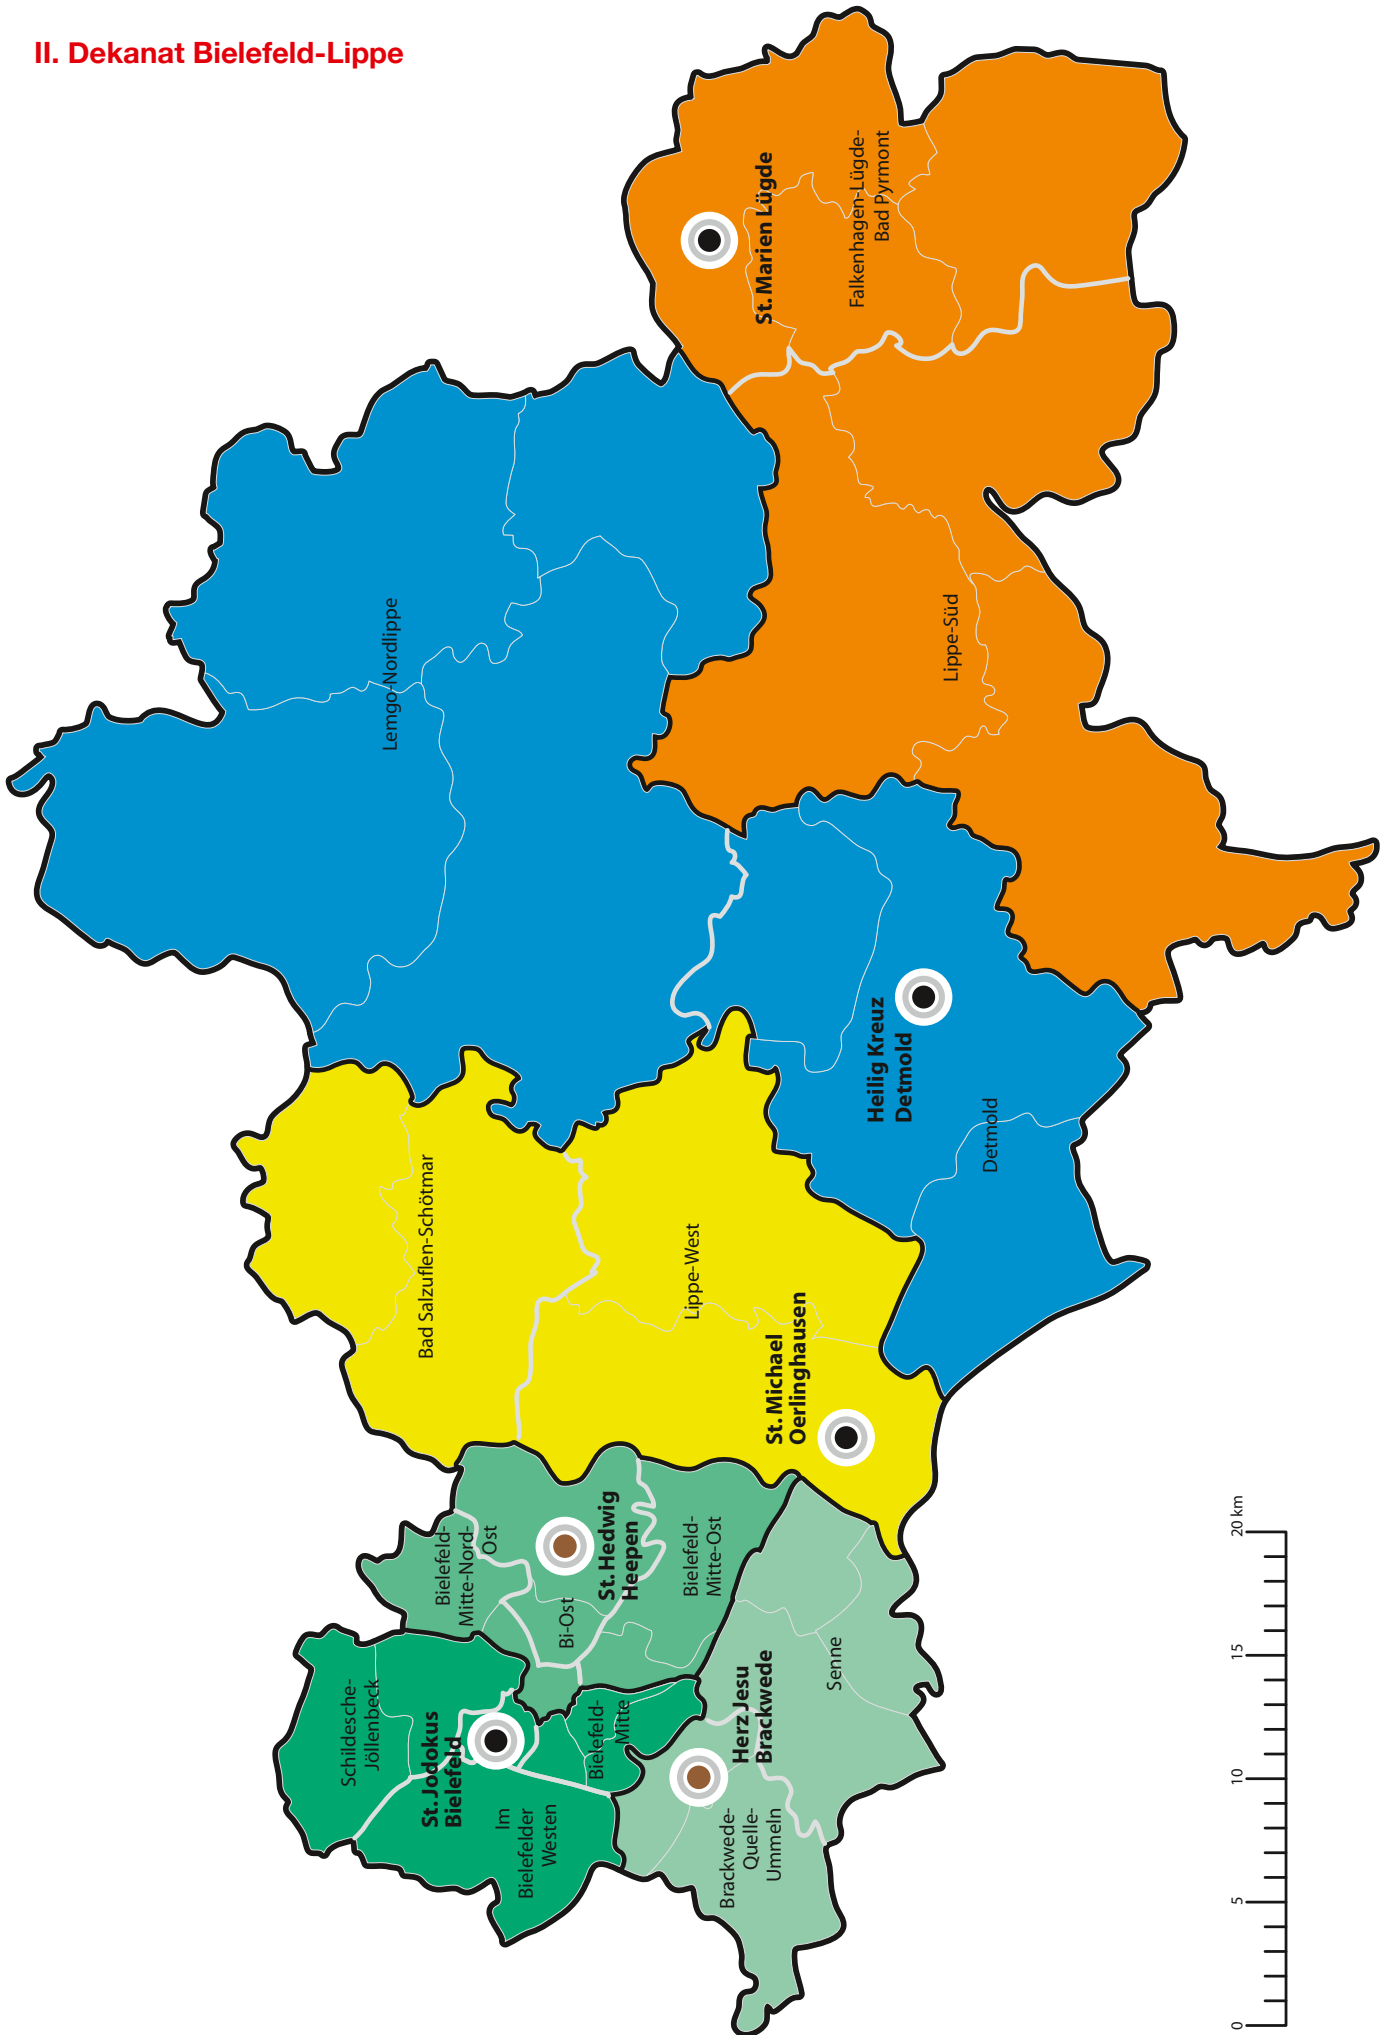 II. Dekanat Bielefeld-Lippe
St. Marien Lügde
Falkenhagen-Lügde-
Bad Pyrmont
Lemgo-Nordlippe
Lippe-Süd
Heilig Kreuz
Detmold
Detmold
Bad Salzuflen-Schötmar
Lippe-West
St. Michael
Oerlinghausen
Bielefeld-
Mitte-Nord-
Ost
St. Hedwig
Heepen
Bielefeld-
Mitte-Ost
Bi-Ost
Schildesche-
Jöllenbeck
St. Jodokus
Bielefeld
Bielefeld-
Mitte
Im
Bielefelder
Westen
Herz Jesu
Brackwede
Senne
Brackwede-
Quelle-
Ummeln
0
5
10
15
20 km